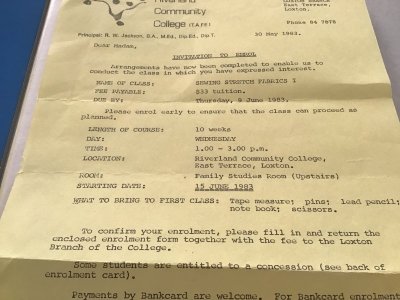 Riverland
Community
College (T.A.F.E.)
East Terrace,
Loxton.
Phone 84 7878
Principal: R. W. Jackson, B.A., M.Ed., Dip.Ed., Dip.T.
30 May 1983.
Dear Madam,
INVITATION TO ENROL
Arrangements have now been completed to enable us to
conduct the class in which you have expressed interest.
NAME OF CLASS: SEWING STRETCH FABRICS I
FEE PAYABLE: $33 tuition.
DUE BY: Thursday, 9 June 1983.
Please enrol early to ensure that the class can proceed as
planned.
LENGTH OF COURSE: 10 weeks
DAY: WEDNESDAY
TIME: 1.00 - 3.00 p.m.
LOCATION: Riverland Community College,
East Terrace, Loxton.
ROOM: Family Studies Room (Upstairs)
STARTING DATE: 15 JUNE 1983
WHAT TO BRING TO FIRST CLASS: Tape measure; pins; lead pencil;
note book; scissors.
To confirm your enrolment, please fill in and return the
enclosed enrolment form together with the fee to the Loxton
Branch of the College.
Some students are entitled to a concession (see back of
enrolment card).
Payments by Bankcard are welcome. For Bankcard enrolment